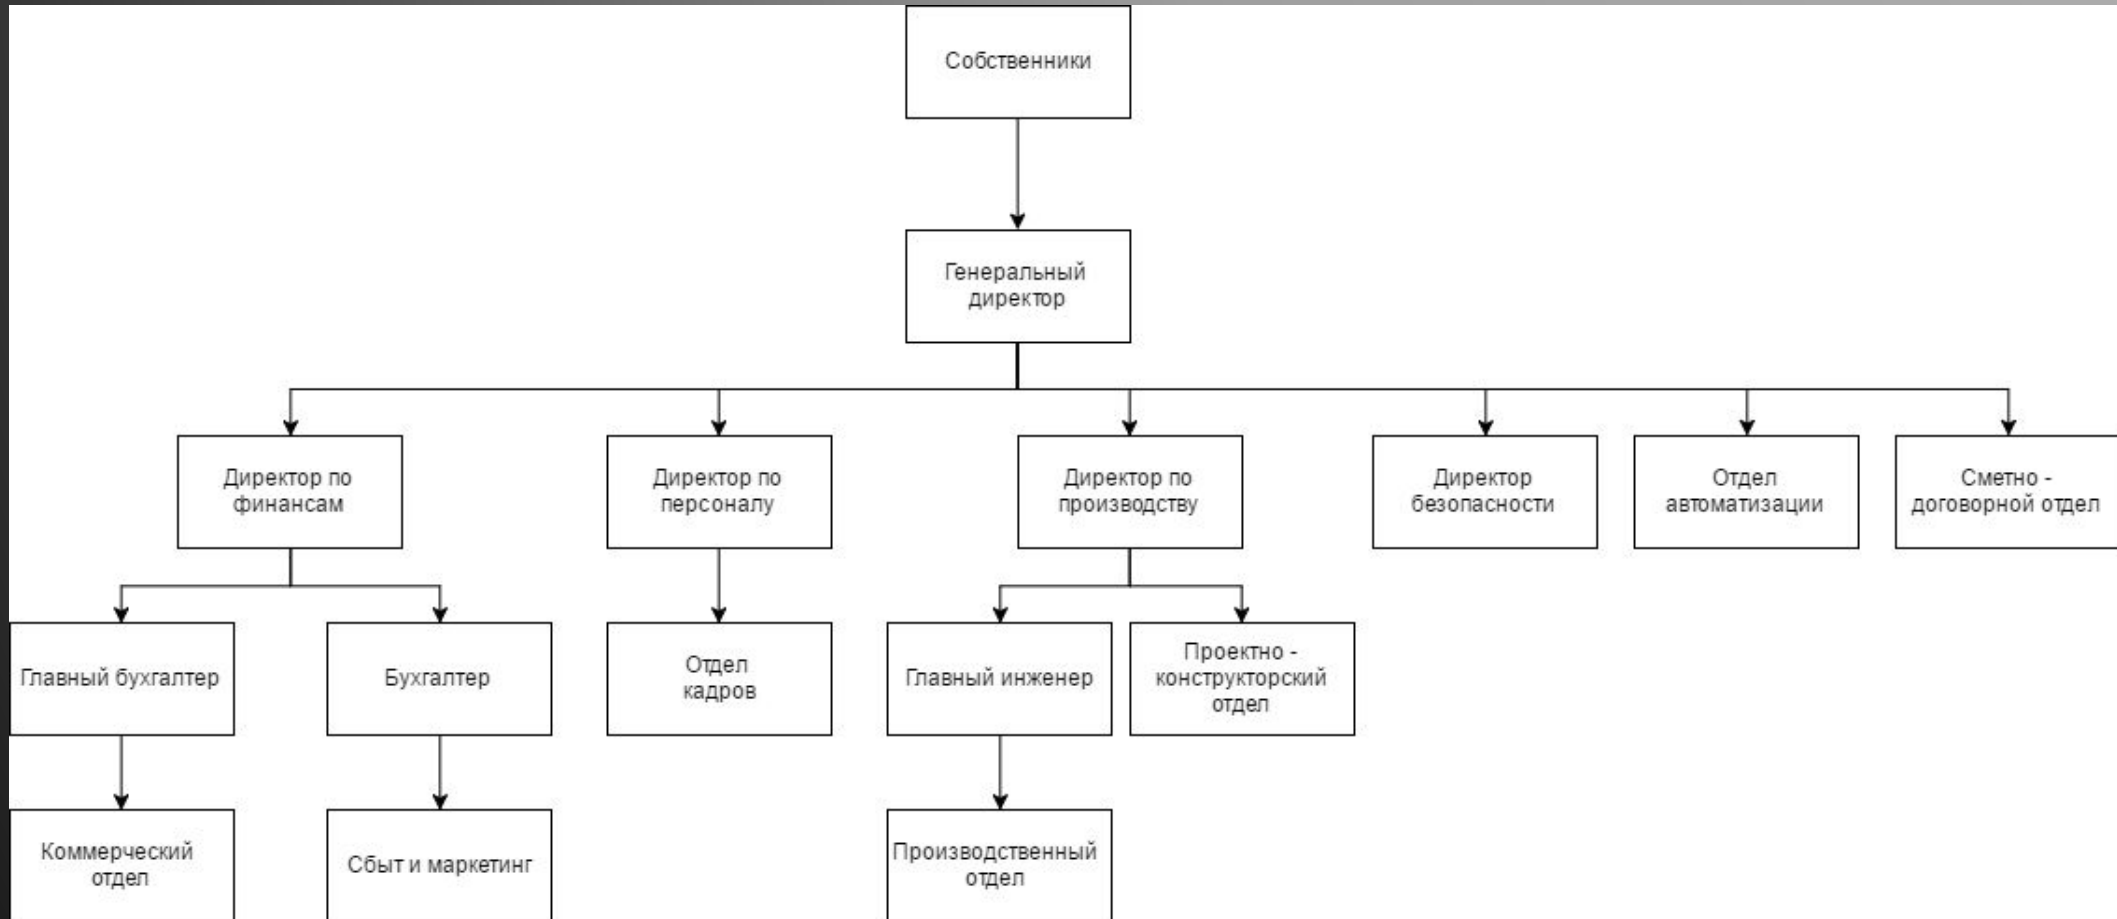 Собственники
Генеральный
директор
Директор по
финансам
Директор по
персоналу
Директор по
производству
Директор
безопасности
Отдел
автоматизации
Сметно -
договорной отдел
Главный бухгалтер
Бухгалтер
Отдел
кадров
Главный инженер
Проектно -
конструкторский
отдел
Коммерческий
отдел
Сбыт и маркетинг
Производственный
отдел